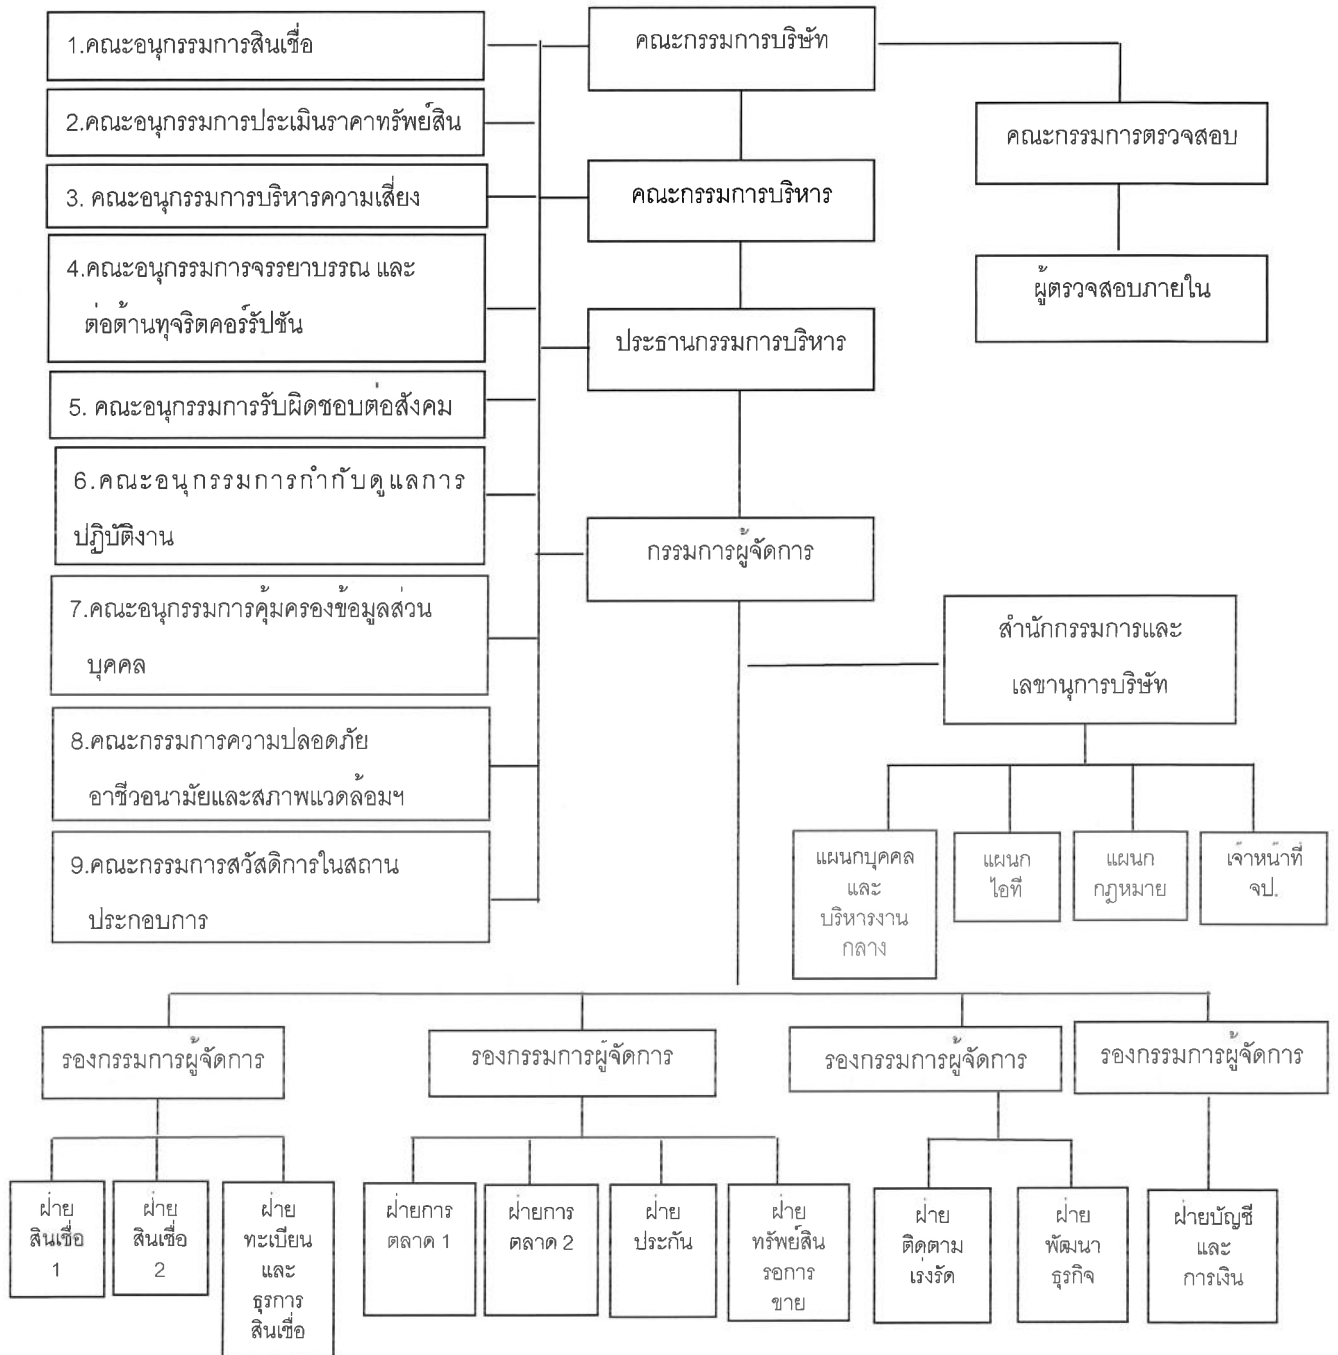 1.คณะอนุกรรมการสินเชื่อ
2.คณะอนุกรรมการประเมินราคาทรัพย์สิน
3. คณะอนุกรรมการบริหารความเสี่ยง
4.คณะอนุกรรมการจรรยาบรรณ และ
ต่อต้านทุจริตคอร์รัปชัน
5. คณะอนุกรรมการรับผิดชอบต่อสังคม
6.คณะอนุกรรมการกำกับดูแลการ
ปฏิบัติงาน
7.คณะอนุกรรมการคุ้มครองข้อมูลส่วน
บุคคล
8.คณะกรรมการความปลอดภัย
อาชีวอนามัยและสภาพแวดล้อมฯ
9.คณะกรรมการสวัสดิการในสถาน
ประกอบการ
คณะกรรมการบริษัท
คณะกรรมการบริหาร
ประธานกรรมการบริหาร
กรรมการผู้จัดการ
คณะกรรมการตรวจสอบ
ผู้ตรวจสอบภายใน
สำนักกรรมการและ
เลขานุการบริษัท
แผนกบุคคล
และ
บริหารงาน
กลาง
แผนก
ไอที
แผนก
กฎหมาย
เจ้าหน้าที่
จป.
รองกรรมการผู้จัดการ
รองกรรมการผู้จัดการ
รองกรรมการผู้จัดการ
รองกรรมการผู้จัดการ
ฝ่าย
สินเชื่อ
1
ฝ่าย
สินเชื่อ
2
ฝ่าย
ทะเบียน
และ
ธุรการ
สินเชื่อ
ฝ่ายการ
ตลาด 1
ฝ่ายการ
ตลาด 2
ฝ่าย
ประกัน
ฝ่าย
ทรัพย์สิน
รอการ
ขาย
ฝ่าย
ติดตาม
เร่งรัด
ฝ่าย
พัฒนา
ธุรกิจ
ฝ่ายบัญชี
และ
การเงิน